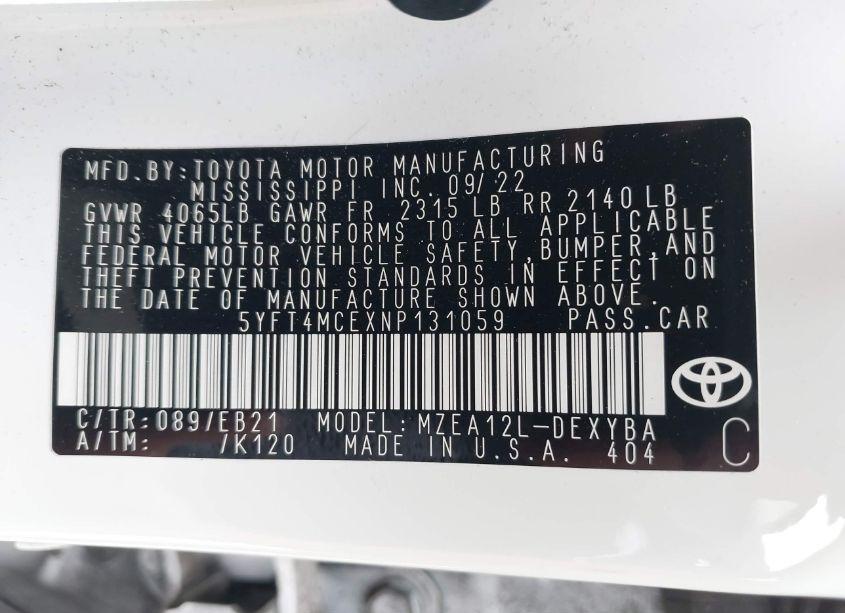 MFD.BY:TOYOTA MOTOR MANUFACTURING
MISSISSIPPI INC. 09/22
GVWR 4065LB GAWR FR 2315 LB RR 2140 LB
THIS VEHICLE CONFORMS TO ALL APPLICABLE
FEDERAL MOTOR VEHICLE SAFETY,BUMPER,AND
THEFT PREVENTION STANDARDS IN EFFECT ON
THE DATE OF MANUFACTURE SHOWN ABOVE.
5YFT4MCEXNP131059 PASS.CAR
C/TR:089/EB21 MODEL:MZEA12L-DEXYBA
A/TM: /K120 MADE IN U.S.A. 404 C